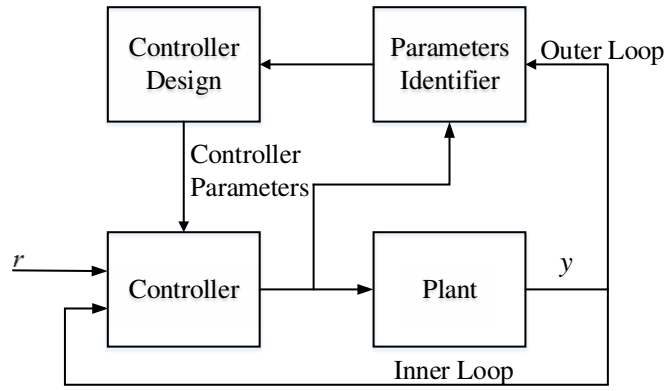 Controller
Design
Parameters
Identifier
Outer Loop
Controller
Parameters
r
Controller
Plant
y
Inner Loop